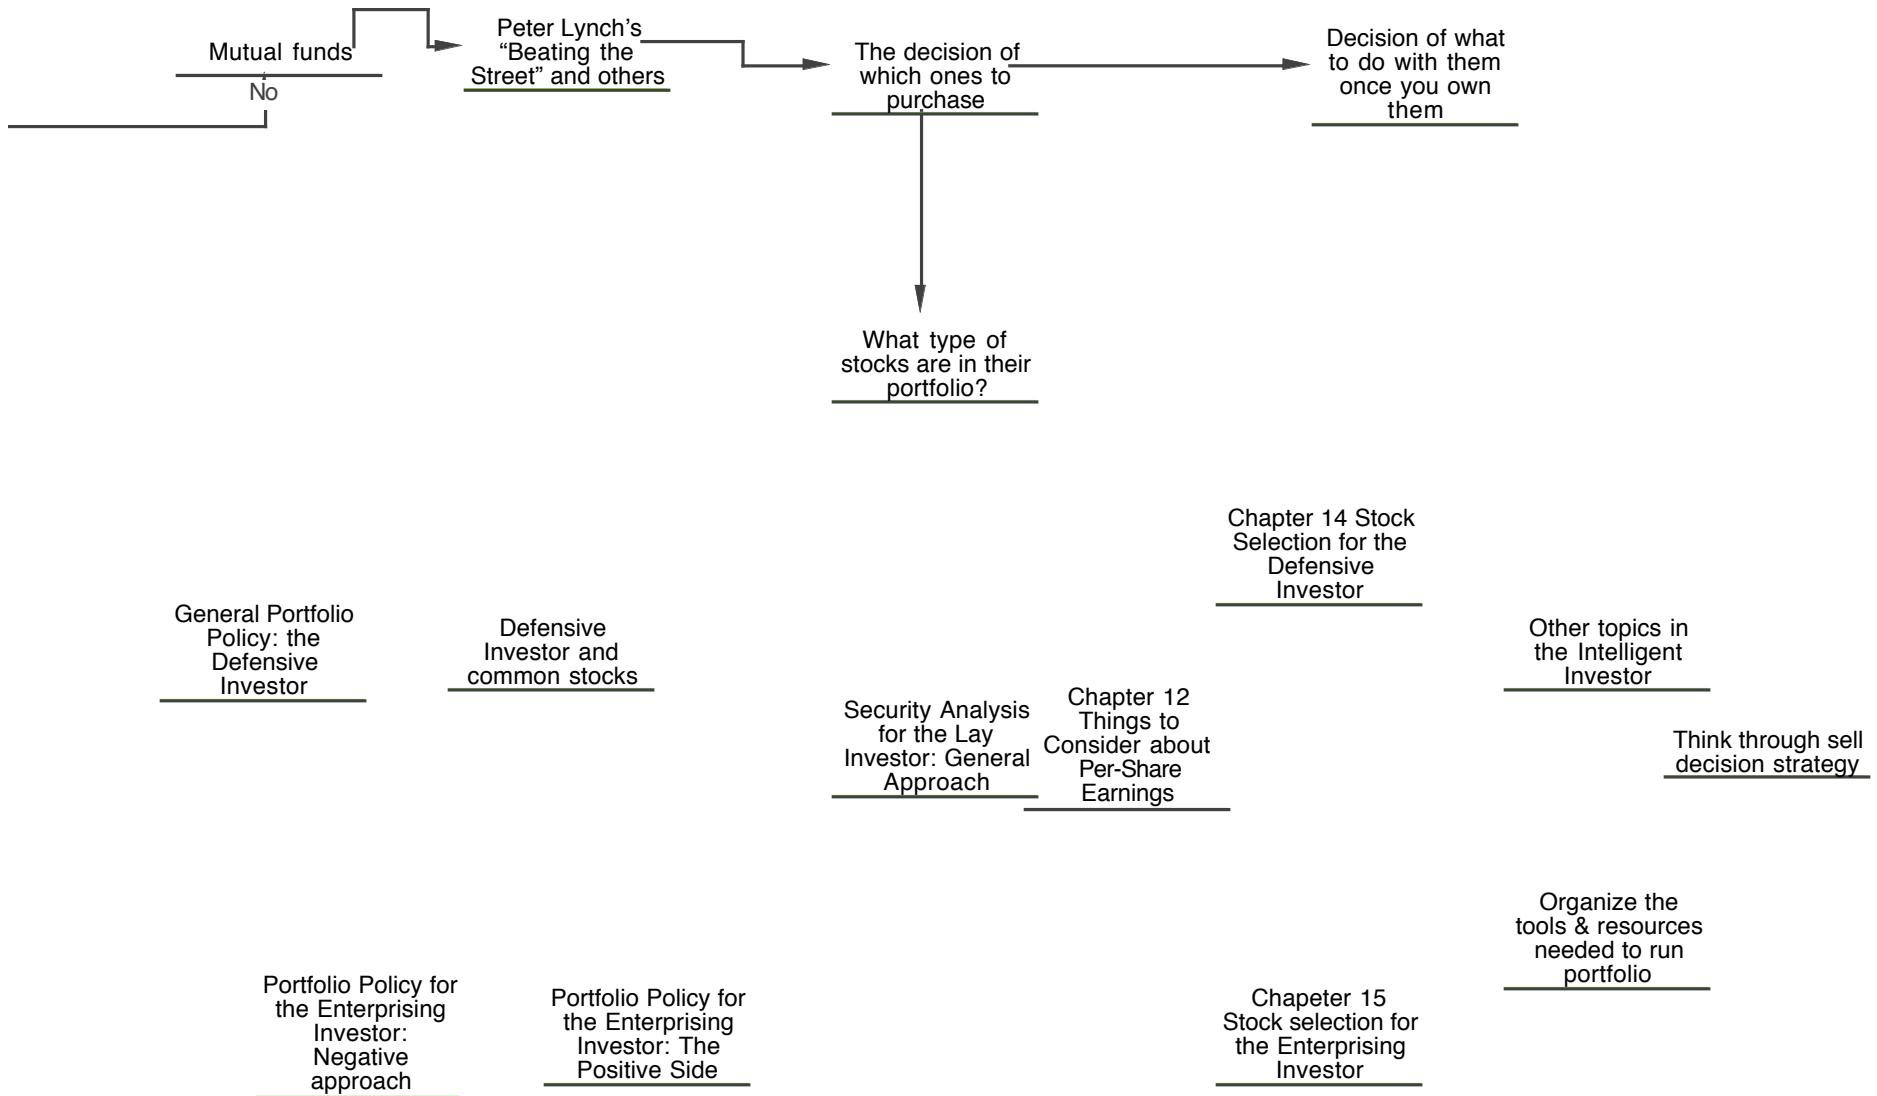 Mutual funds
No
Peter Lynch’s
“Beating the
Street” and others
The decision of
which ones to
purchase
Decision of what
to do with them
once you own
them
What type of
stocks are in their
portfolio?
Chapter 14 Stock
Selection for the
Defensive
Investor
General Portfolio
Policy: the
Defensive
Investor
Defensive
Investor and
common stocks
Other topics in
the Intelligent
Investor
Security Analysis
for the Lay
Investor: General
Approach
Chapter 12
Things to
Consider about
Per-Share
Earnings
Think through sell
decision strategy
Organize the
tools & resources
needed to run
portfolio
Portfolio Policy for
the Enterprising
Investor:
Negative
approach
Portfolio Policy for
the Enterprising
Investor: The
Positive Side
Chapeter 15
Stock selection for
the Enterprising
Investor